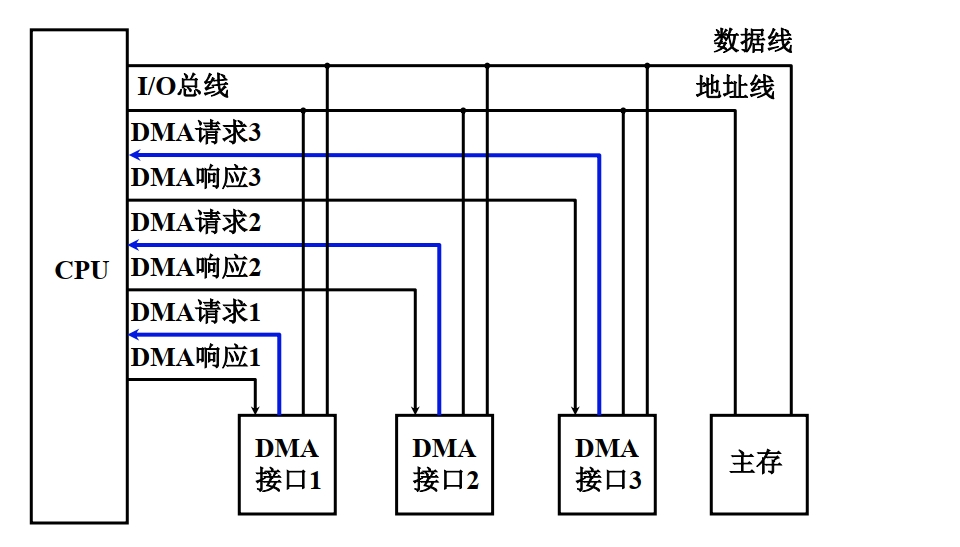 数据线
I/O总线
地址线
DMA请求3
DMA响应3
DMA请求2
CPU
DMA响应2
DMA请求1
DMA响应1
DMA
接口1
DMA
接口2
DMA
接口3
主存